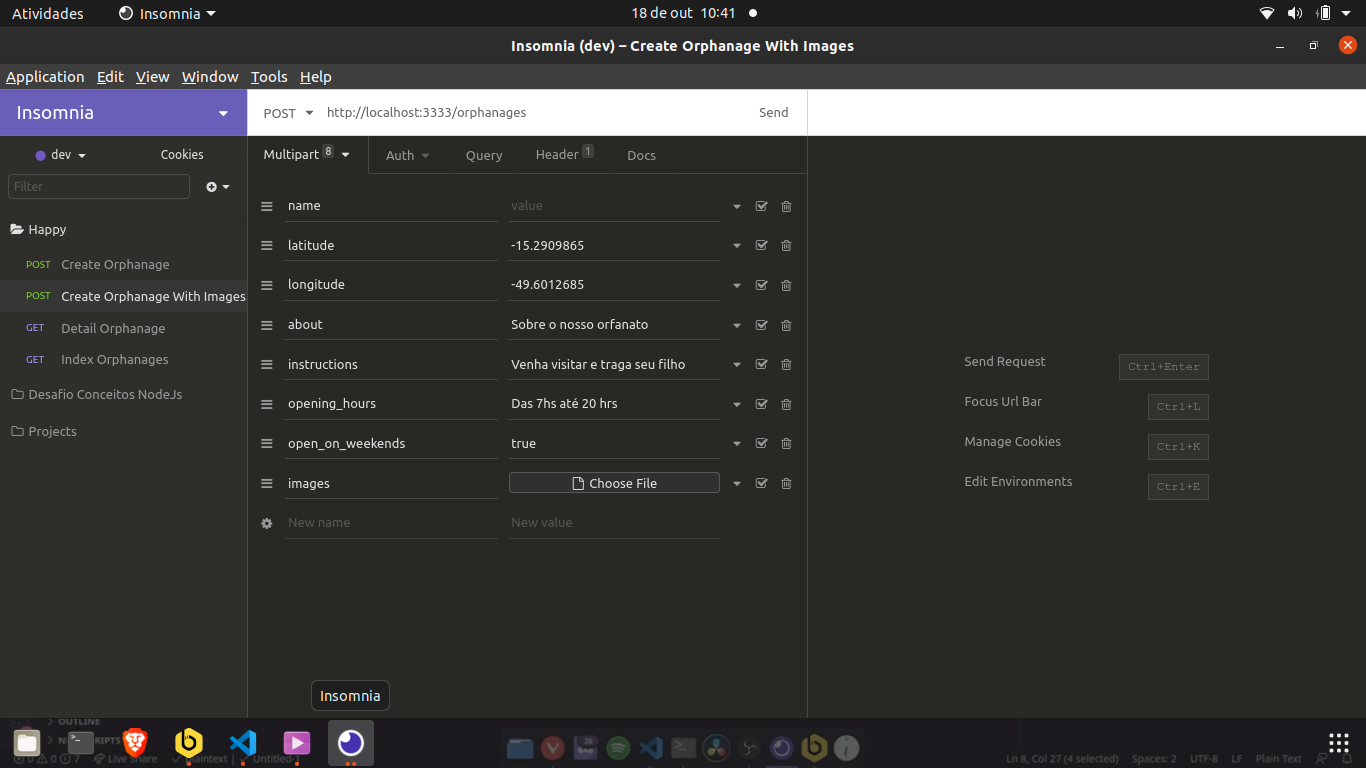 Atividades Insomnia 18 de out 10:41
Insomnia (dev) – Create Orphanage With Images
Application Edit View Window Tools Help
Insomnia POST http://localhost:3333/orphanages Send
dev Cookies Multipart 8 Auth Query Header 1 Docs
Filter
name value
latitude -15.2909865
longitude -49.6012685
about Sobre o nosso orfanato
instructions Venha visitar e traga seu filho
opening_hours Das 7hs até 20 hrs
open_on_weekends true
images Choose File
New name New value
Happy
POST Create Orphanage
POST Create Orphanage With Images
GET Detail Orphanage
GET Index Orphanages
Desafio Conceitos NodeJs
Projects
Send Request Ctrl+Enter
Focus Url Bar Ctrl+L
Manage Cookies Ctrl+K
Edit Environments Ctrl+E
Insomnia
OUTLINE
0 0 7 Live Share plaintext Untitled-1 Ln 8, Col 27 (4 selected) Spaces: 2 UTF-8 LF Plain Text